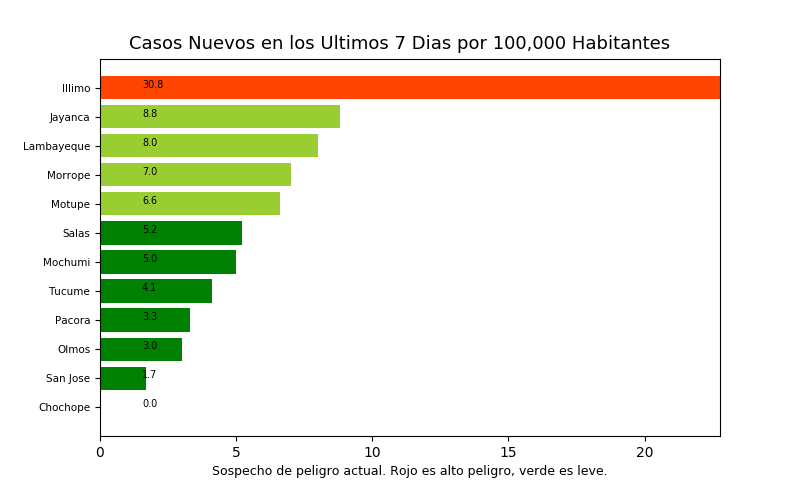 Casos Nuevos en los Ultimos 7 Dias por 100,000 Habitantes
Illimo 30.8
Jayanca 8.8
Lambayeque 8.0
Morrope 7.0
Motupe 6.6
Salas 5.2
Mochumi 5.0
Tucume 4.1
Pacora 3.3
Olmos 3.0
San Jose 1.7
Chochope 0.0
0 5 10 15 20
Sospecho de peligro actual. Rojo es alto peligro, verde es leve.